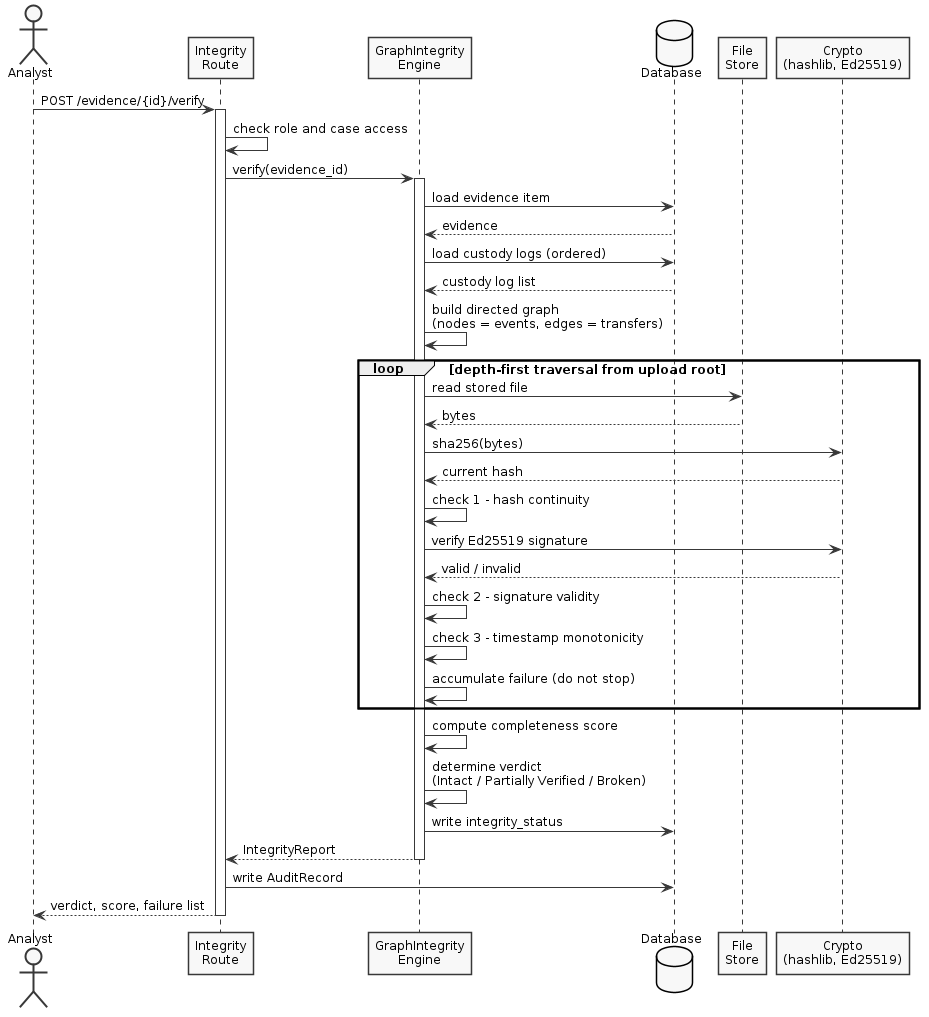 Analyst
Integrity
Route
GraphIntegrity
Engine
Database
File
Store
Crypto
(hashlib, Ed25519)
POST /evidence/{id}/verify
check role and case access
verify(evidence_id)
load evidence item
evidence
load custody logs (ordered)
custody log list
build directed graph
(nodes = events, edges = transfers)
loop [depth-first traversal from upload root]
read stored file
bytes
sha256(bytes)
current hash
check 1 - hash continuity
verify Ed25519 signature
valid / invalid
check 2 - signature validity
check 3 - timestamp monotonicity
accumulate failure (do not stop)
compute completeness score
determine verdict
(Intact / Partially Verified / Broken)
write integrity_status
IntegrityReport
write AuditRecord
verdict, score, failure list
Analyst
Integrity
Route
GraphIntegrity
Engine
Database
File
Store
Crypto
(hashlib, Ed25519)